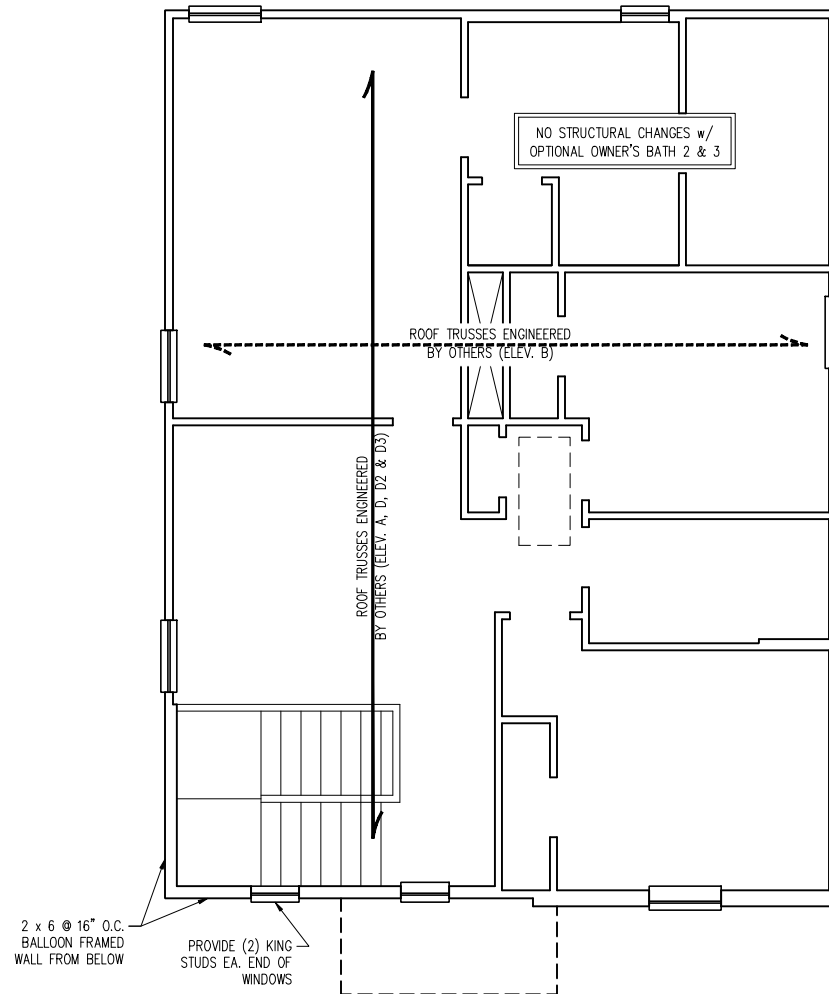 NO STRUCTURAL CHANGES w/
OPTIONAL OWNER'S BATH 2 & 3
ROOF TRUSSES ENGINEERED
BY OTHERS (ELEV. B)
ROOF TRUSSES ENGINEERED
BY OTHERS (ELEV. A, D, D2 & D3)
2 x 6 @ 16" O.C.
BALLOON FRAMED
WALL FROM BELOW
PROVIDE (2) KING
STUDS EA. END OF
WINDOWS